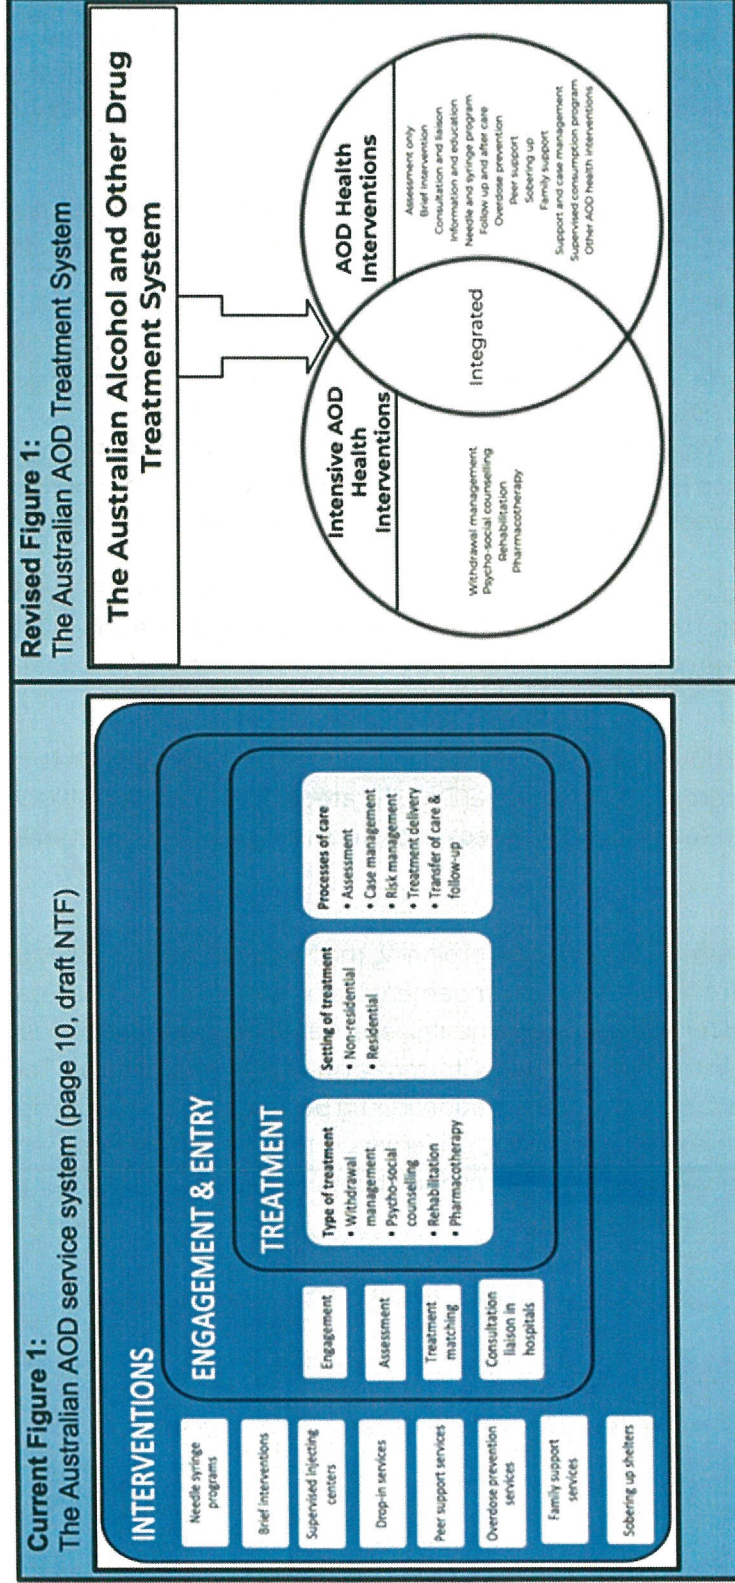 Current Figure 1:
The Australian AOD service system (page 10, draft NTF)
INTERVENTIONS
Needle syringe
programs
Brief interventions
Supervised injecting
centers
Drop-in services
Peer support services
Overdose prevention
services
Family support
services
Sobering up shelters
ENGAGEMENT & ENTRY
Engagement
Assessment
Treatment
matching
Consultation
liaison in
hospitals
TREATMENT
Type of treatment
• Withdrawal
management
• Psycho-social
counselling
• Rehabilitation
• Pharmacotherapy
Setting of treatment
• Non-residential
• Residential
Processes of care
• Assessment
• Case management
• Risk management
• Treatment delivery
• Transfer of care &
follow-up
Revised Figure 1:
The Australian AOD Treatment System
The Australian Alcohol and Other Drug
Treatment System
Intensive AOD
Health
Interventions
Withdrawal management
Psycho-social counselling
Rehabilitation
Pharmacotherapy
Integrated
AOD Health
Interventions
Assessment only
Brief intervention
Consultation and liaison
Information and education
Needle and syringe program
Follow up and after care
Overdose prevention
Peer support
Sobering up
Family support
Support and case management
Supervised consumption program
Other AOD health interventions